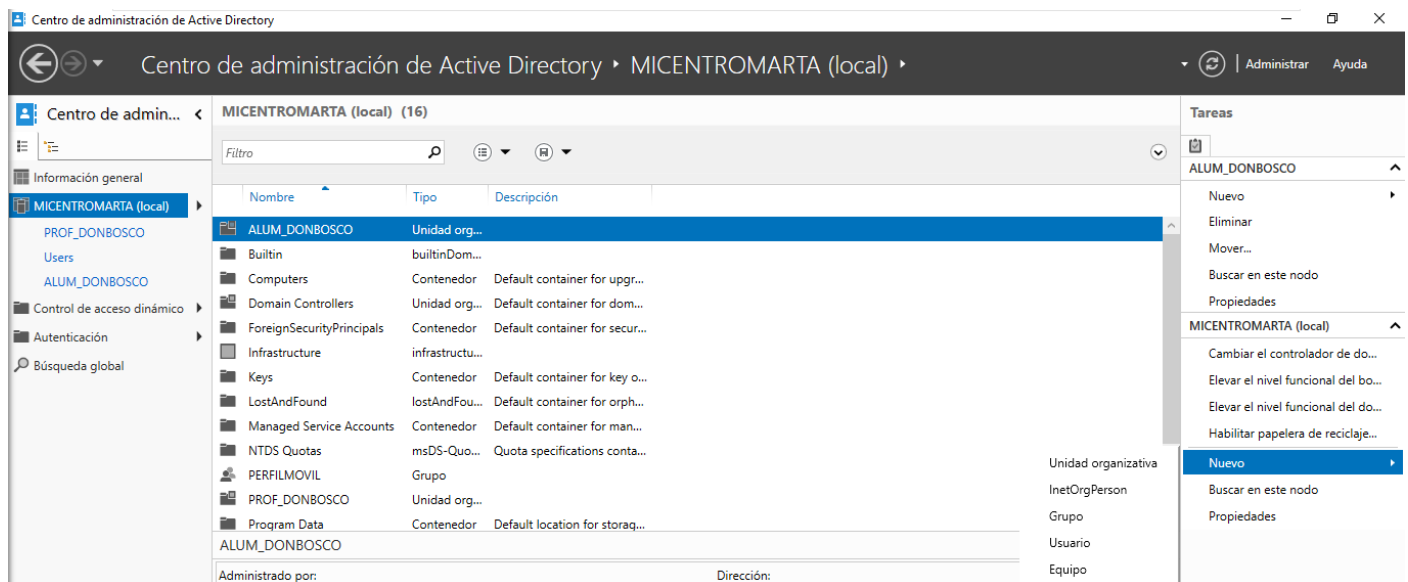 Centro de administración de Active Directory
Centro de administración de Active Directory • MICENTROMARTA (local) •
Administrar Ayuda
Centro de admin...
Información general
MICENTROMARTA (local)
PROF_DONBOSCO
Users
ALUM_DONBOSCO
Control de acceso dinámico
Autenticación
Búsqueda global
MICENTROMARTA (local) (16)
Filtro
Nombre Tipo Descripción
ALUM_DONBOSCO Unidad org...
Builtin builtinDom...
Computers Contenedor Default container for upgr...
Domain Controllers Unidad org... Default container for dom...
ForeignSecurityPrincipals Contenedor Default container for secur...
Infrastructure infrastructu...
Keys Contenedor Default container for key o...
LostAndFound lostAndFou... Default container for orph...
Managed Service Accounts Contenedor Default container for man...
NTDS Quotas msDS-Quo... Quota specifications conta...
PERFILMOVIL Grupo
PROF_DONBOSCO Unidad org...
Program Data Contenedor Default location for storag...
ALUM_DONBOSCO
Administrado por: Dirección:
Unidad organizativa
InetOrgPerson
Grupo
Usuario
Equipo
Tareas
ALUM_DONBOSCO
Nuevo
Eliminar
Mover...
Buscar en este nodo
Propiedades
MICENTROMARTA (local)
Cambiar el controlador de do...
Elevar el nivel funcional del bo...
Elevar el nivel funcional del do...
Habilitar papelera de reciclaje...
Nuevo
Buscar en este nodo
Propiedades